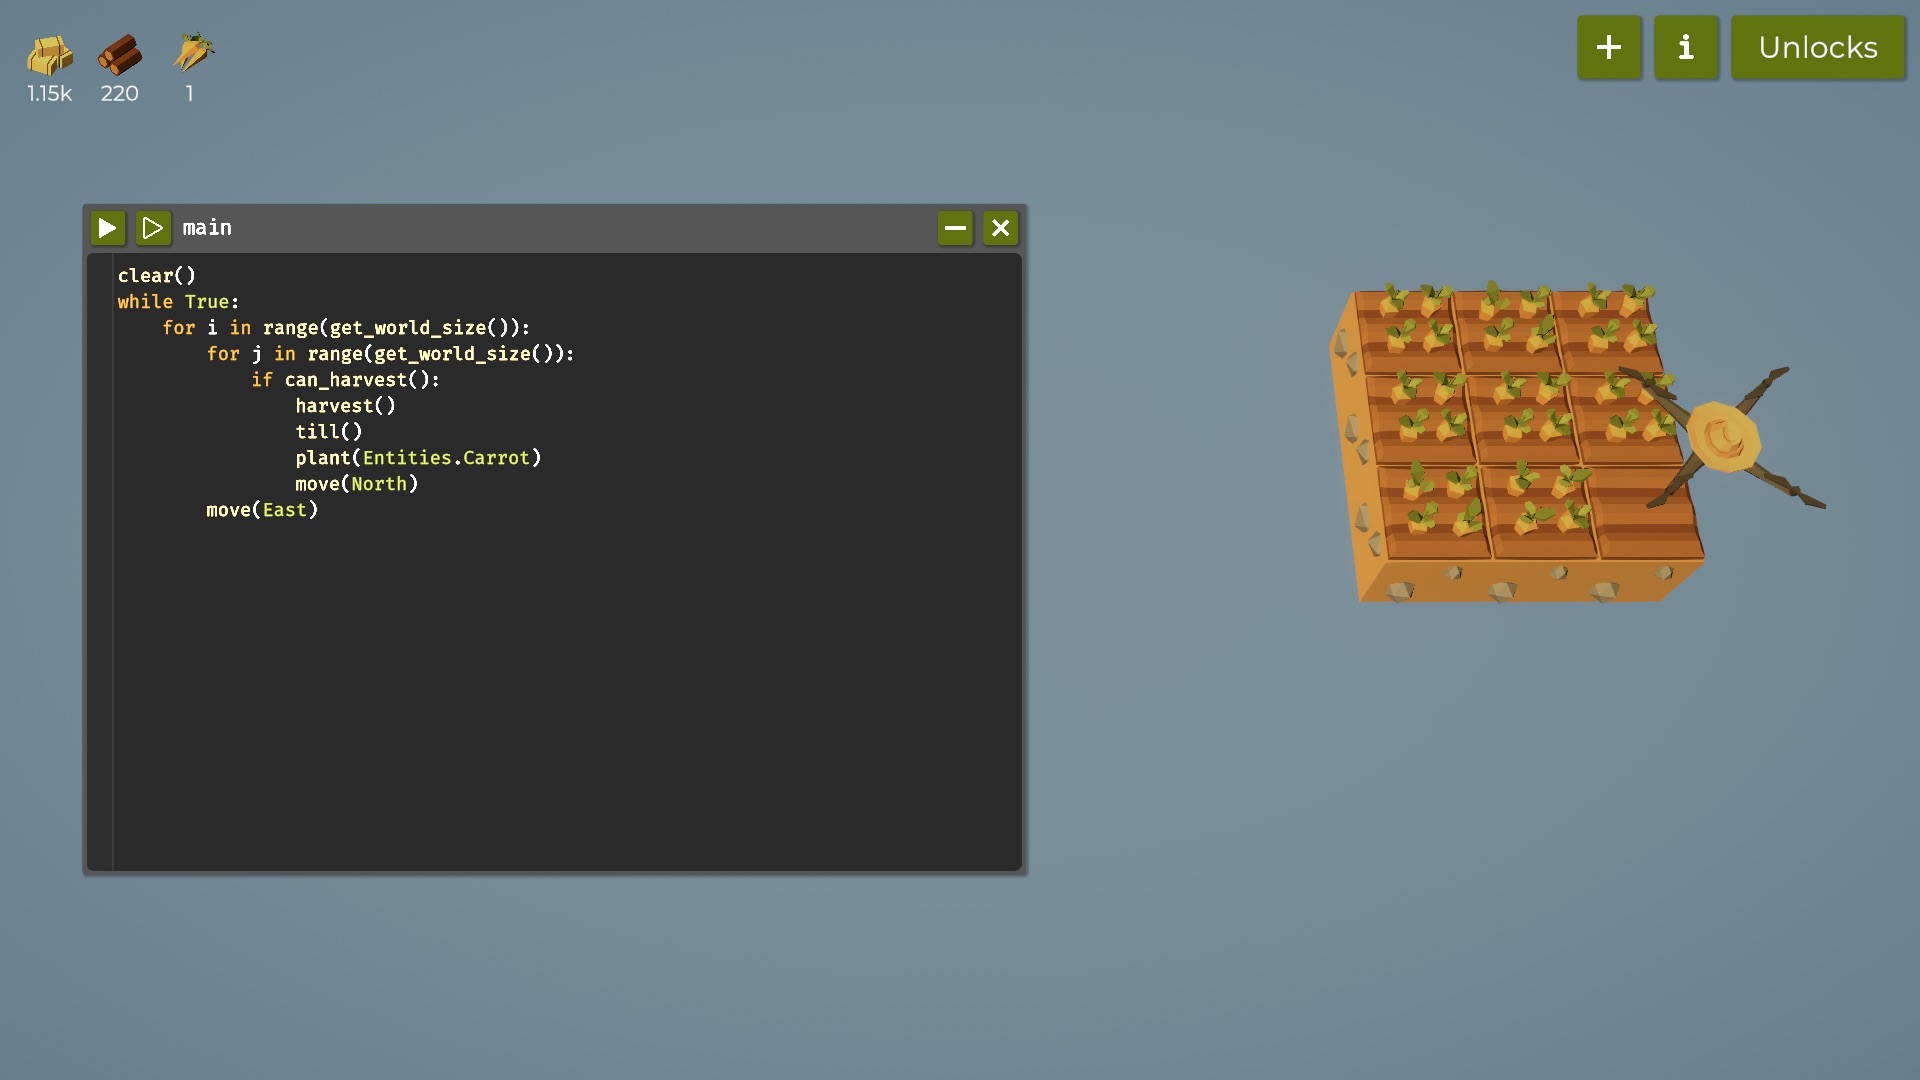 1.15k 220 1
+ i Unlocks
main
clear()
while True:
    for i in range(get_world_size()):
        for j in range(get_world_size()):
            if can_harvest():
                harvest()
                till()
                plant(Entities.Carrot)
                move(North)
        move(East)